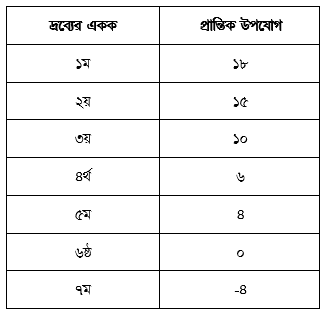 দ্রব্যের একক প্রান্তিক উপযোগ
১ম ১৮
২য় ১৫
৩য় ১০
৪র্থ ৬
৫ম ৪
৬ষ্ঠ ০
৭ম -৪